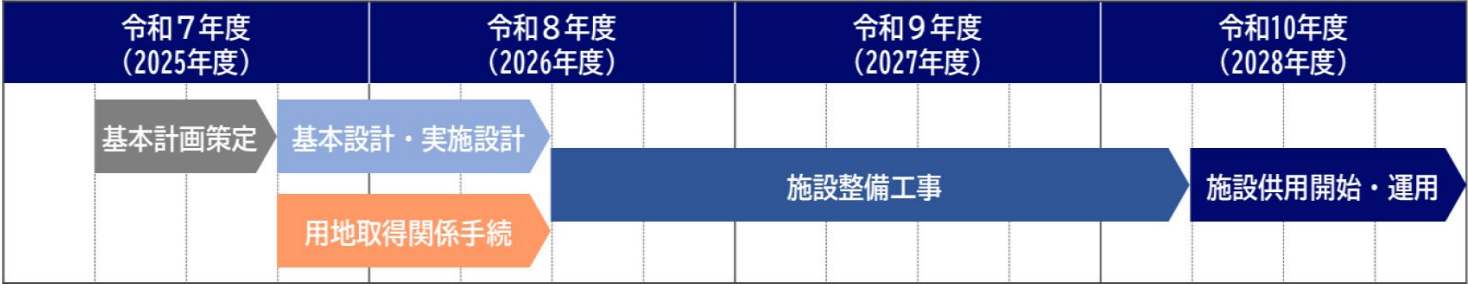 令和７年度
（2025年度）
令和８年度
（2026年度）
令和９年度
（2027年度）
令和10年度
（2028年度）
基本計画策定
基本設計・実施設計
施設整備工事
施設供用開始・運用
用地取得関係手続